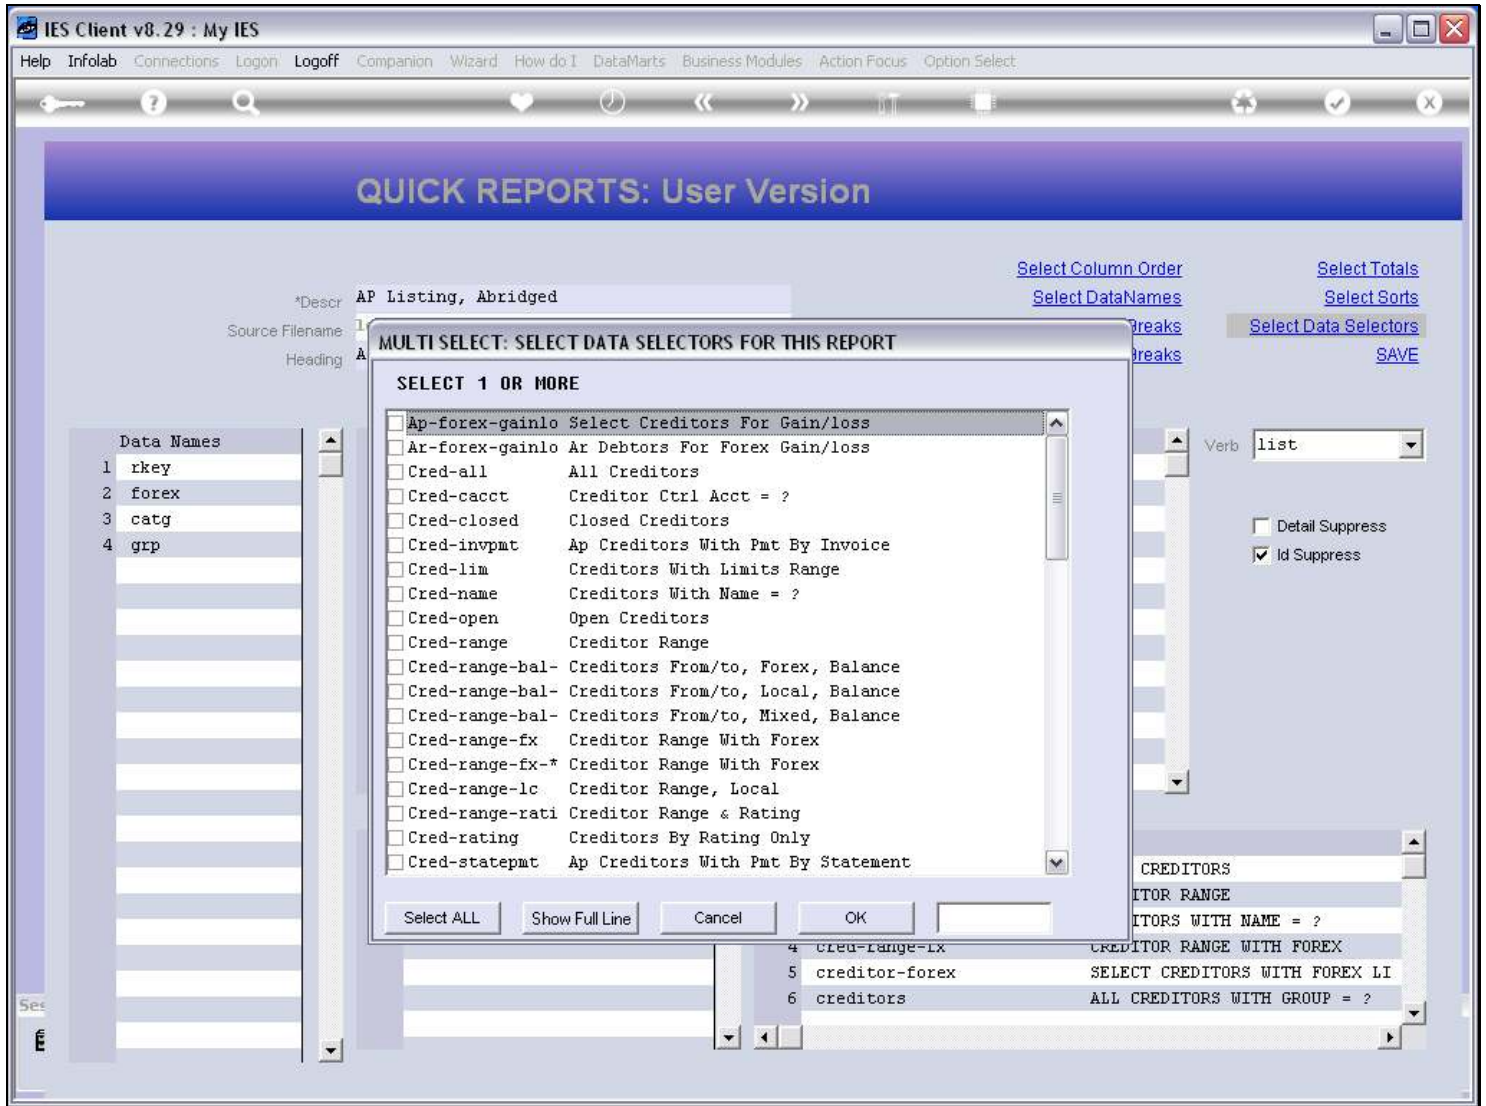 IES Client v8.29 : My IES
Help Infolab Connections Logon Logoff Companion Wizard How do I DataMarts Business Modules Action Focus Option Select
QUICK REPORTS: User Version
Select Column Order Select Totals
*Descr AP Listing, Abridged Select DataNames Select Sorts
Source Filename Breaks Select Data Selectors
Heading A Breaks SAVE
MULTI SELECT: SELECT DATA SELECTORS FOR THIS REPORT
SELECT 1 OR MORE
Ap-forex-gainlo Select Creditors For Gain/loss
Ar-forex-gainlo Ar Debtors For Forex Gain/loss
Cred-all All Creditors
Cred-cacct Creditor Ctrl Acct = ?
Cred-closed Closed Creditors
Cred-invpmt Ap Creditors With Pmt By Invoice
Cred-lim Creditors With Limits Range
Cred-name Creditors With Name = ?
Cred-open Open Creditors
Cred-range Creditor Range
Cred-range-bal- Creditors From/to, Forex, Balance
Cred-range-bal- Creditors From/to, Local, Balance
Cred-range-bal- Creditors From/to, Mixed, Balance
Cred-range-fx Creditor Range With Forex
Cred-range-fx-* Creditor Range With Forex
Cred-range-lc Creditor Range, Local
Cred-range-rati Creditor Range & Rating
Cred-rating Creditors By Rating Only
Cred-statepmt Ap Creditors With Pmt By Statement
Select ALL Show Full Line Cancel OK
Data Names
1 rkey
2 forex
3 catg
4 grp
Verb list
Detail Suppress
Id Suppress
CREDITORS
ITOR RANGE
ITORS WITH NAME = ?
4 cred-range-fx CREDITOR RANGE WITH FOREX
5 creditor-forex SELECT CREDITORS WITH FOREX LI
6 creditors ALL CREDITORS WITH GROUP = ?
Ses